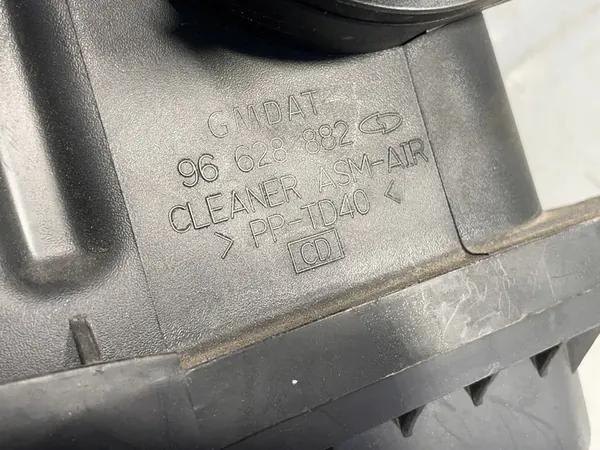 GMDAT
96 628 882
CLEANER ASM-AIR
> PP-TD40 <
CD